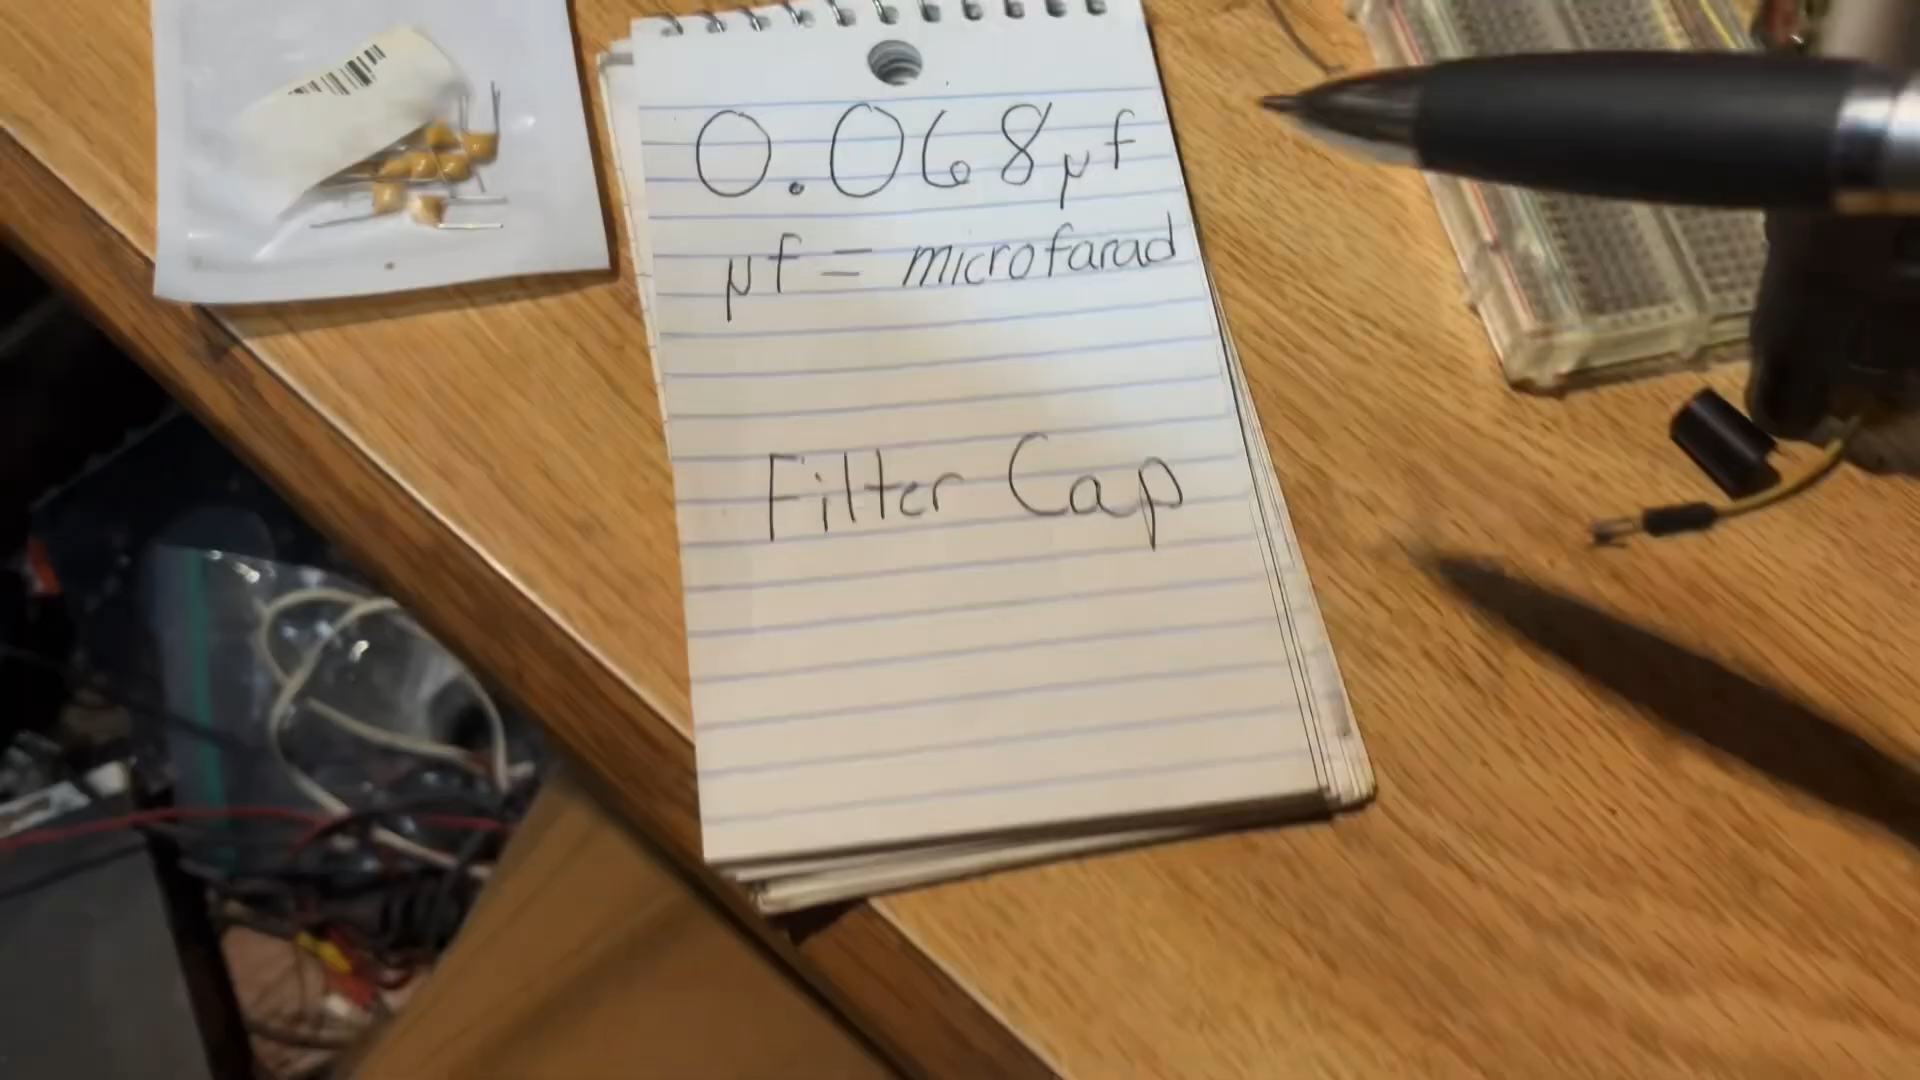 0.068μf
μf = microfarad
Filter Cap